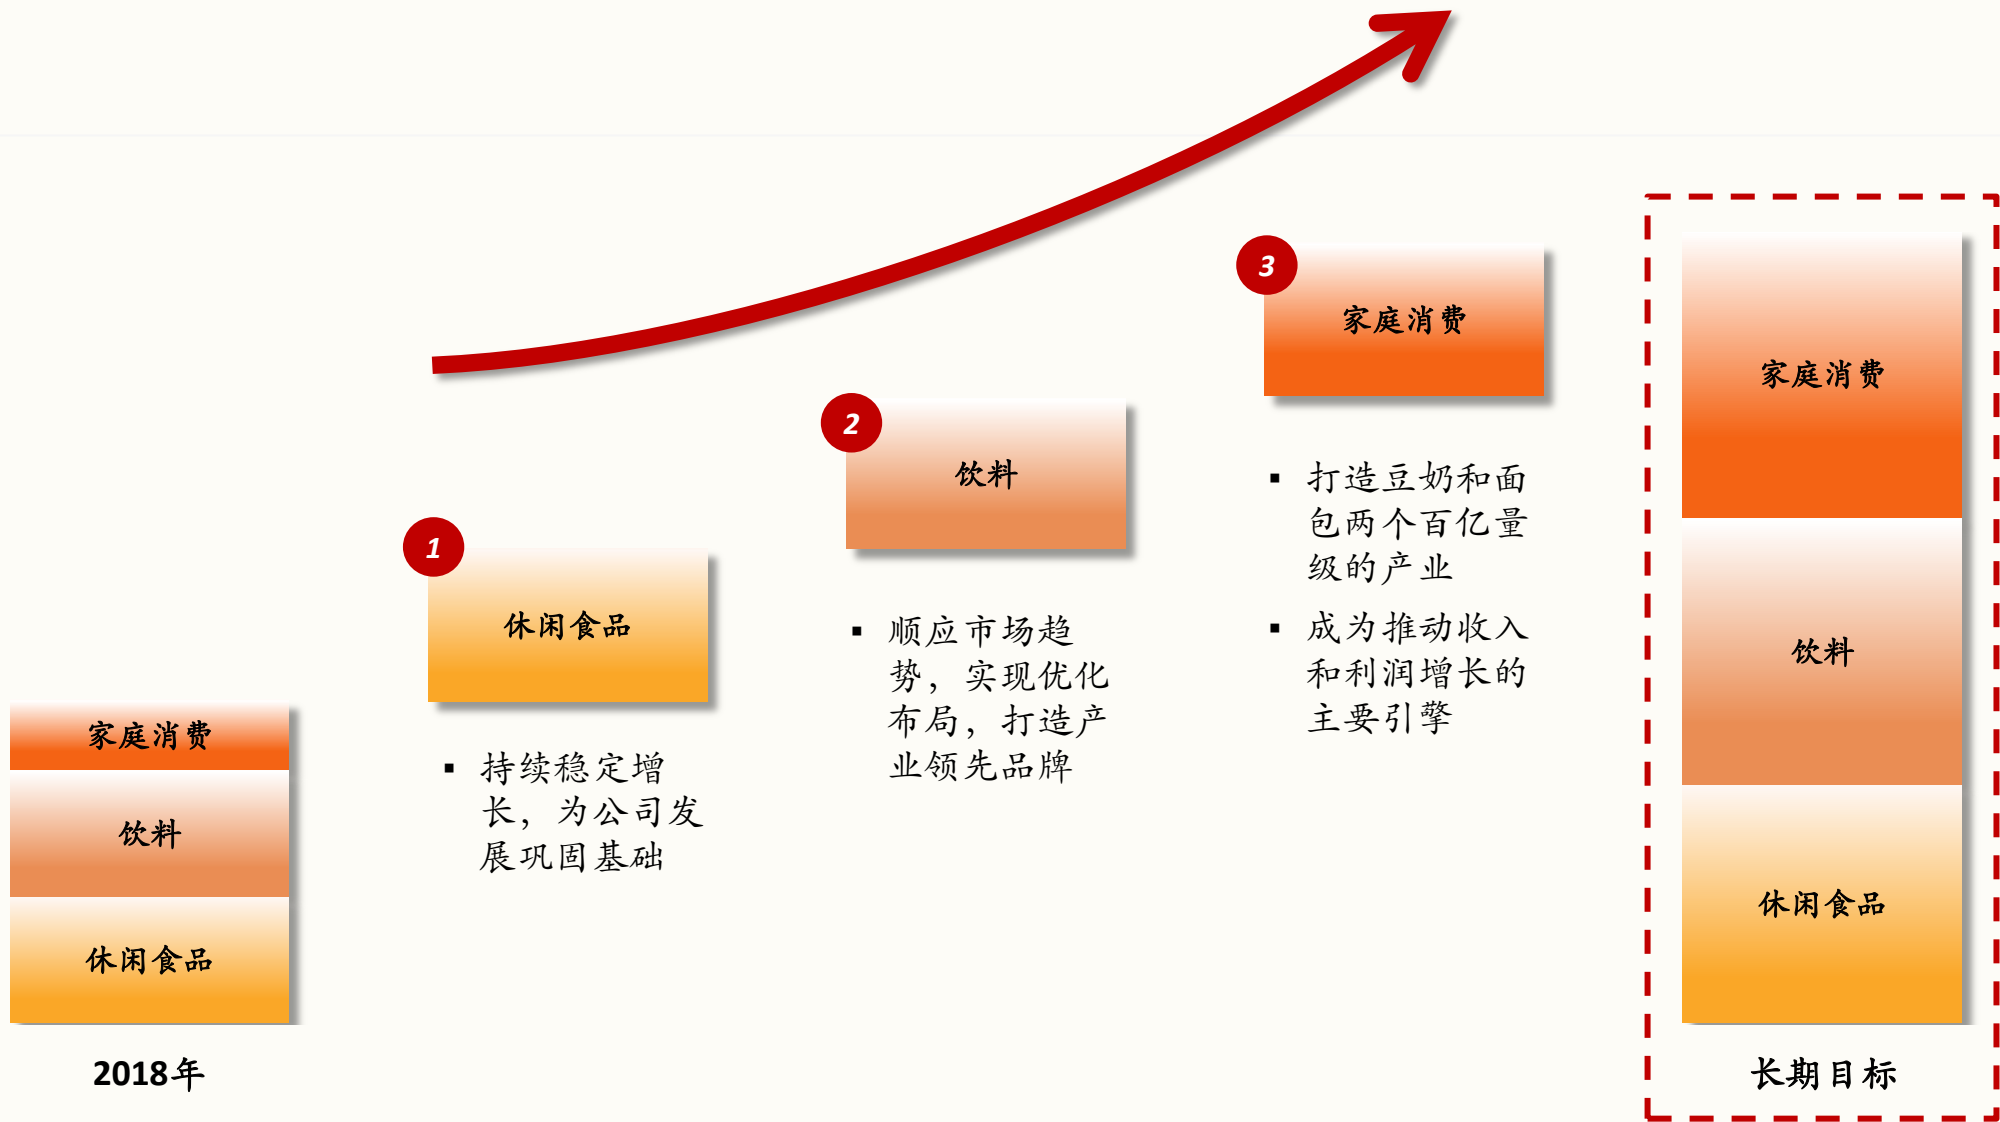 家庭消费
饮料
休闲食品
2018年
1
休闲食品
▪ 持续稳定增
长，为公司发
展巩固基础
2
饮料
▪ 顺应市场趋
势，实现优化
布局，打造产
业领先品牌
3
家庭消费
▪ 打造豆奶和面
包两个百亿量
级的产业
▪ 成为推动收入
和利润增长的
主要引擎
家庭消费
饮料
休闲食品
长期目标